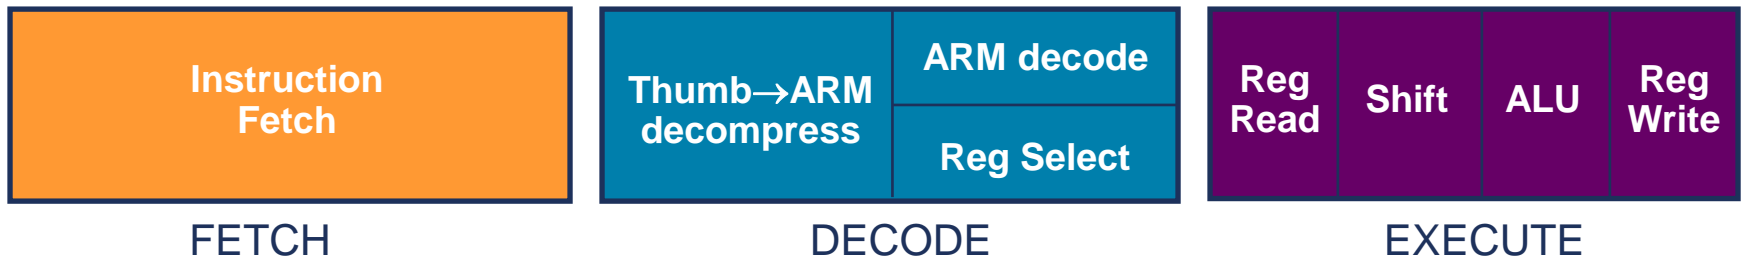 Instruction
Fetch
Thumb→ARM
decompress
ARM decode
Reg Select
Reg
Read
Shift
ALU
Reg
Write
FETCH
DECODE
EXECUTE